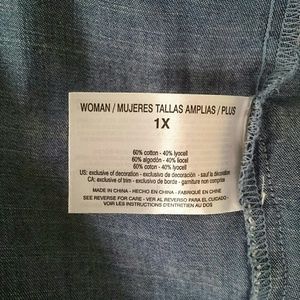 WOMAN / MUJERES TALLAS AMPLIAS / PLUS
1X
60% cotton - 40% lyocell
60% algodón - 40% liocel
60% coton - 40% lyocell
US: exclusive of decoration - exclusivo de decoración - sauf la décoration
CA: exclusive of trim - exclusivo de borde - garniture non comprise
MADE IN CHINA - HECHO EN CHINA - FABRIQUÉ EN CHINE
SEE REVERSE FOR CARE - VER AL REVERSO PARA EL CUIDADO -
VOIR LES INSTRUCTIONS D'ENTRETIEN AU DOS